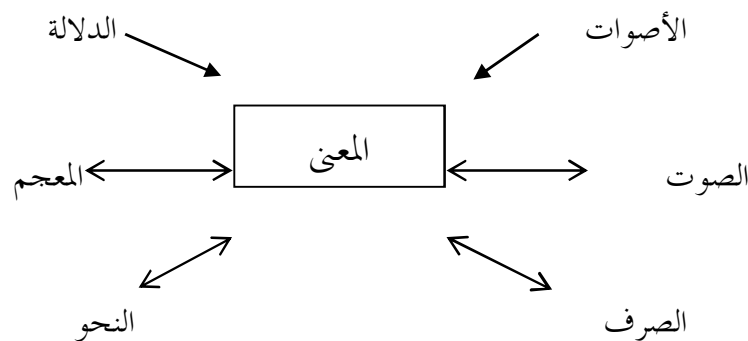 الأصوات الدلالة
المعنى
الصوت المعجم
الصرف النحو